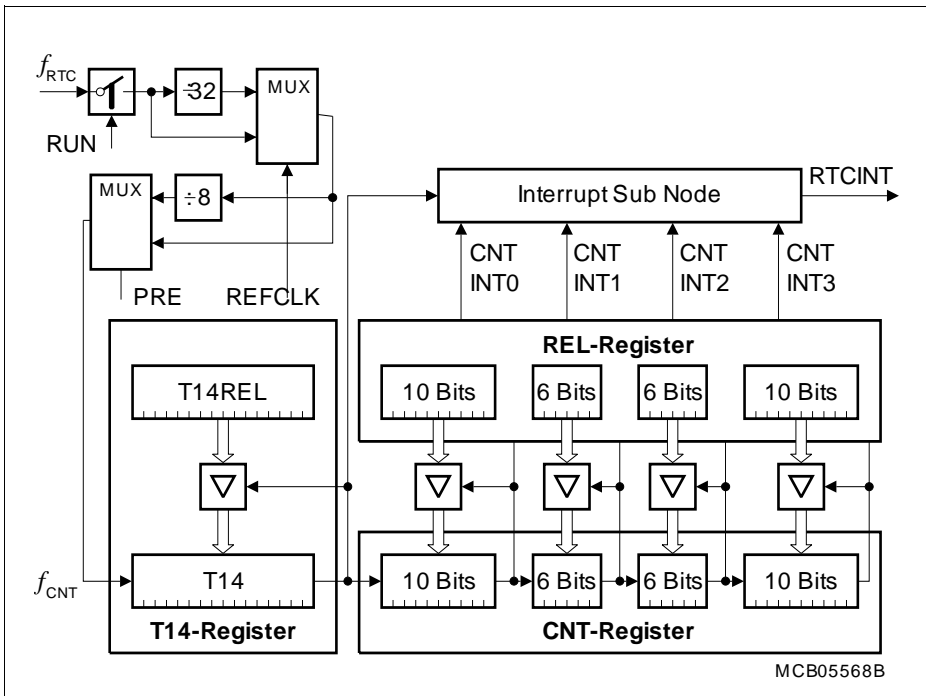 fRTC
÷32
MUX
RUN
MUX
÷8
PRE
REFCLK
Interrupt Sub Node
RTCINT
CNT
INT0
CNT
INT1
CNT
INT2
CNT
INT3
REL-Register
T14REL
10 Bits
6 Bits
6 Bits
10 Bits
fCNT
T14
10 Bits
6 Bits
6 Bits
10 Bits
T14-Register
CNT-Register
MCB05568B